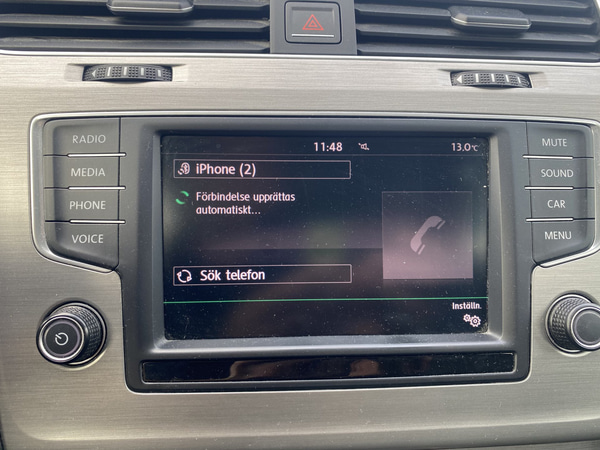 11:48 13.0°C
RADIO
MEDIA
PHONE
VOICE
iPhone (2)
Förbindelse upprättas
automatiskt...
Sök telefon
Inställn.
MUTE
SOUND
CAR
MENU